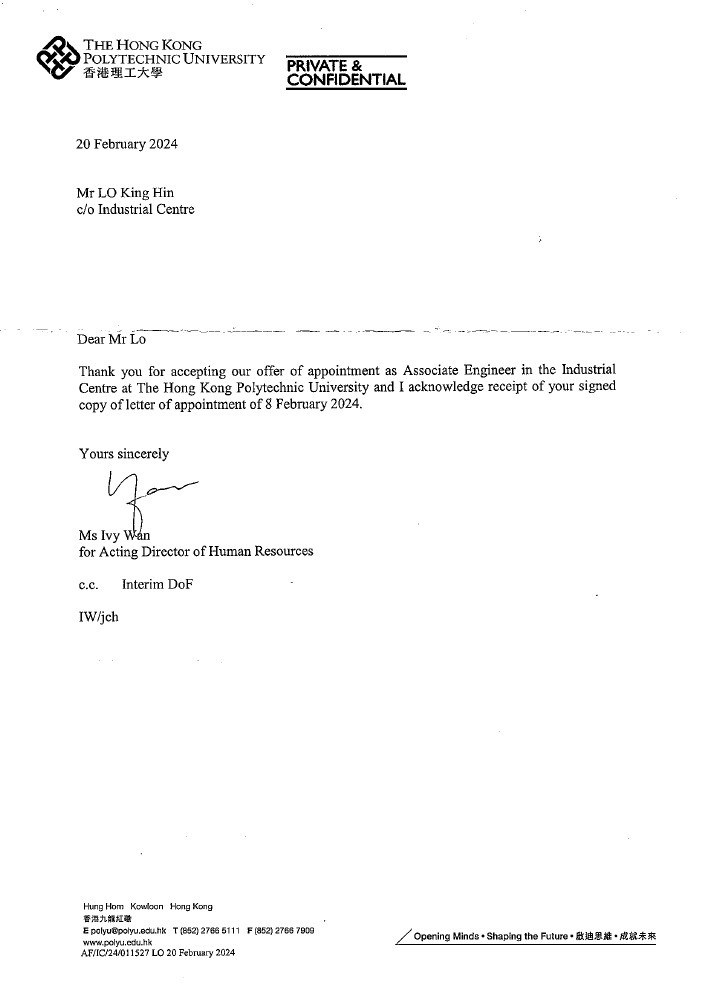 THE HONG KONG
POLYTECHNIC UNIVERSITY
香港理工大學
PRIVATE &
CONFIDENTIAL
20 February 2024
Mr LO King Hin
c/o Industrial Centre
Dear Mr Lo
Thank you for accepting our offer of appointment as Associate Engineer in the Industrial
Centre at The Hong Kong Polytechnic University and I acknowledge receipt of your signed
copy of letter of appointment of 8 February 2024.
Yours sincerely
Ms Ivy Wan
for Acting Director of Human Resources
c.c. Interim DoF
IW/jch
Hung Hom Kowloon Hong Kong
香港九龍紅磡
E polyu@polyu.edu.hk T (852) 2766 5111 F (852) 2766 7909
www.polyu.edu.hk
AF/IC/24/011527 LO 20 February 2024
Opening Minds • Shaping the Future • 啟迪思維 • 成就未來